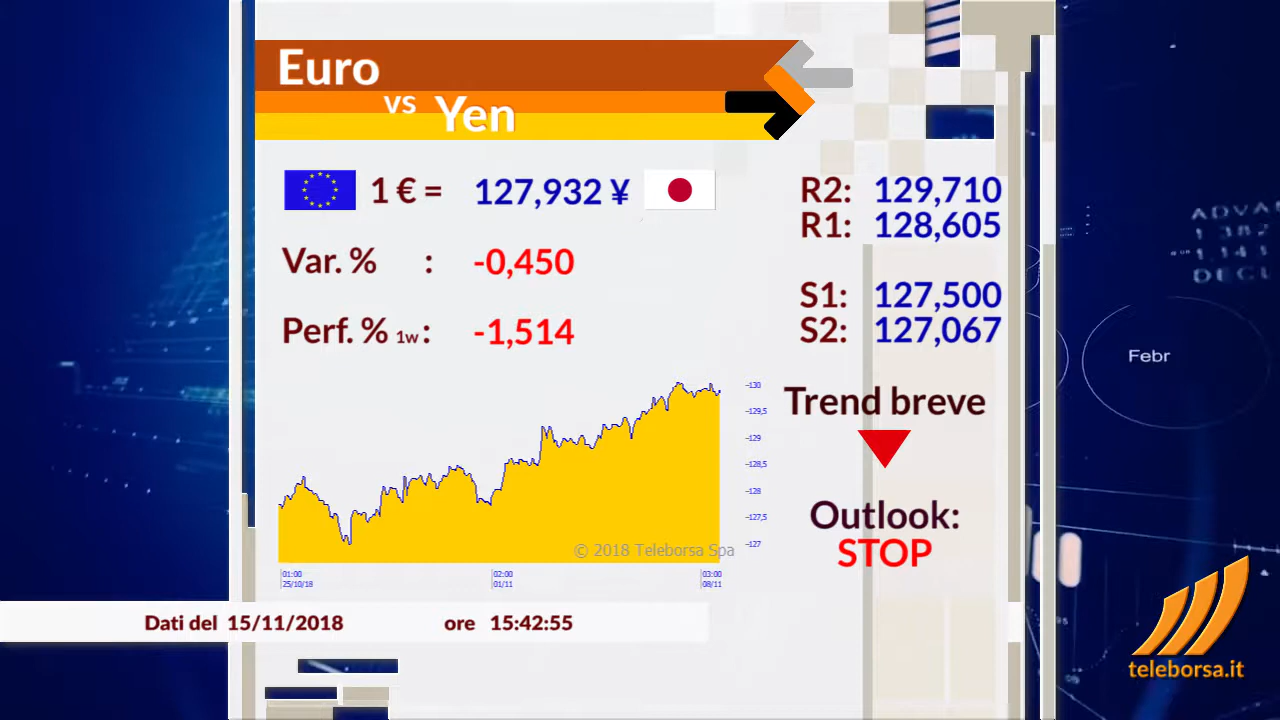 Euro
vs Yen
1 € = 127,932 ¥
Var. % : -0,450
Perf. % 1w : -1,514
R2: 129,710
R1: 128,605
S1: 127,500
S2: 127,067
Trend breve
Outlook:
STOP
130
129,5
129
128,5
128
127,5
127
© 2018 Teleborsa Spa
01:00 02:00 03:00
25/10/18 01/11 08/11
Dati del 15/11/2018 ore 15:42:55
Febr
teleborsa.it